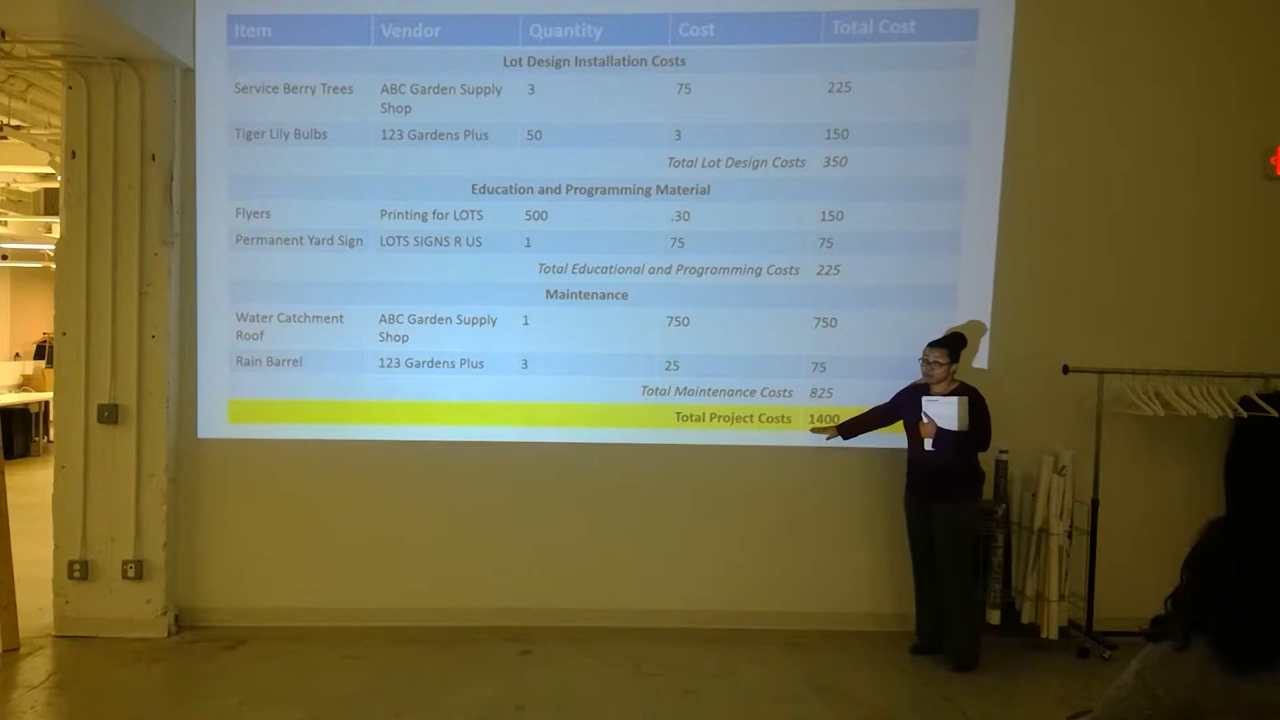 Item Vendor Quantity Cost Total Cost
Lot Design Installation Costs
Service Berry Trees ABC Garden Supply 3 75 225
Shop
Tiger Lily Bulbs 123 Gardens Plus 50 3 150
Total Lot Design Costs 350
Education and Programming Material
Flyers Printing for LOTS 500 .30 150
Permanent Yard Sign LOTS SIGNS R US 1 75 75
Total Educational and Programming Costs 225
Maintenance
Water Catchment ABC Garden Supply 1 750 750
Roof Shop
Rain Barrel 123 Gardens Plus 3 25 75
Total Maintenance Costs 825
Total Project Costs 1400